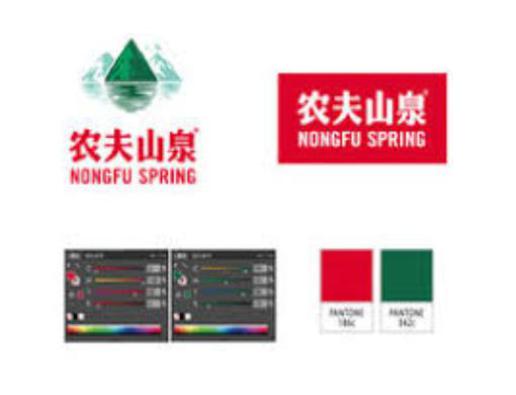 农夫山泉
NONGFU SPRING
农夫山泉
NONGFU SPRING
PANTONE
186c
PANTONE
342c